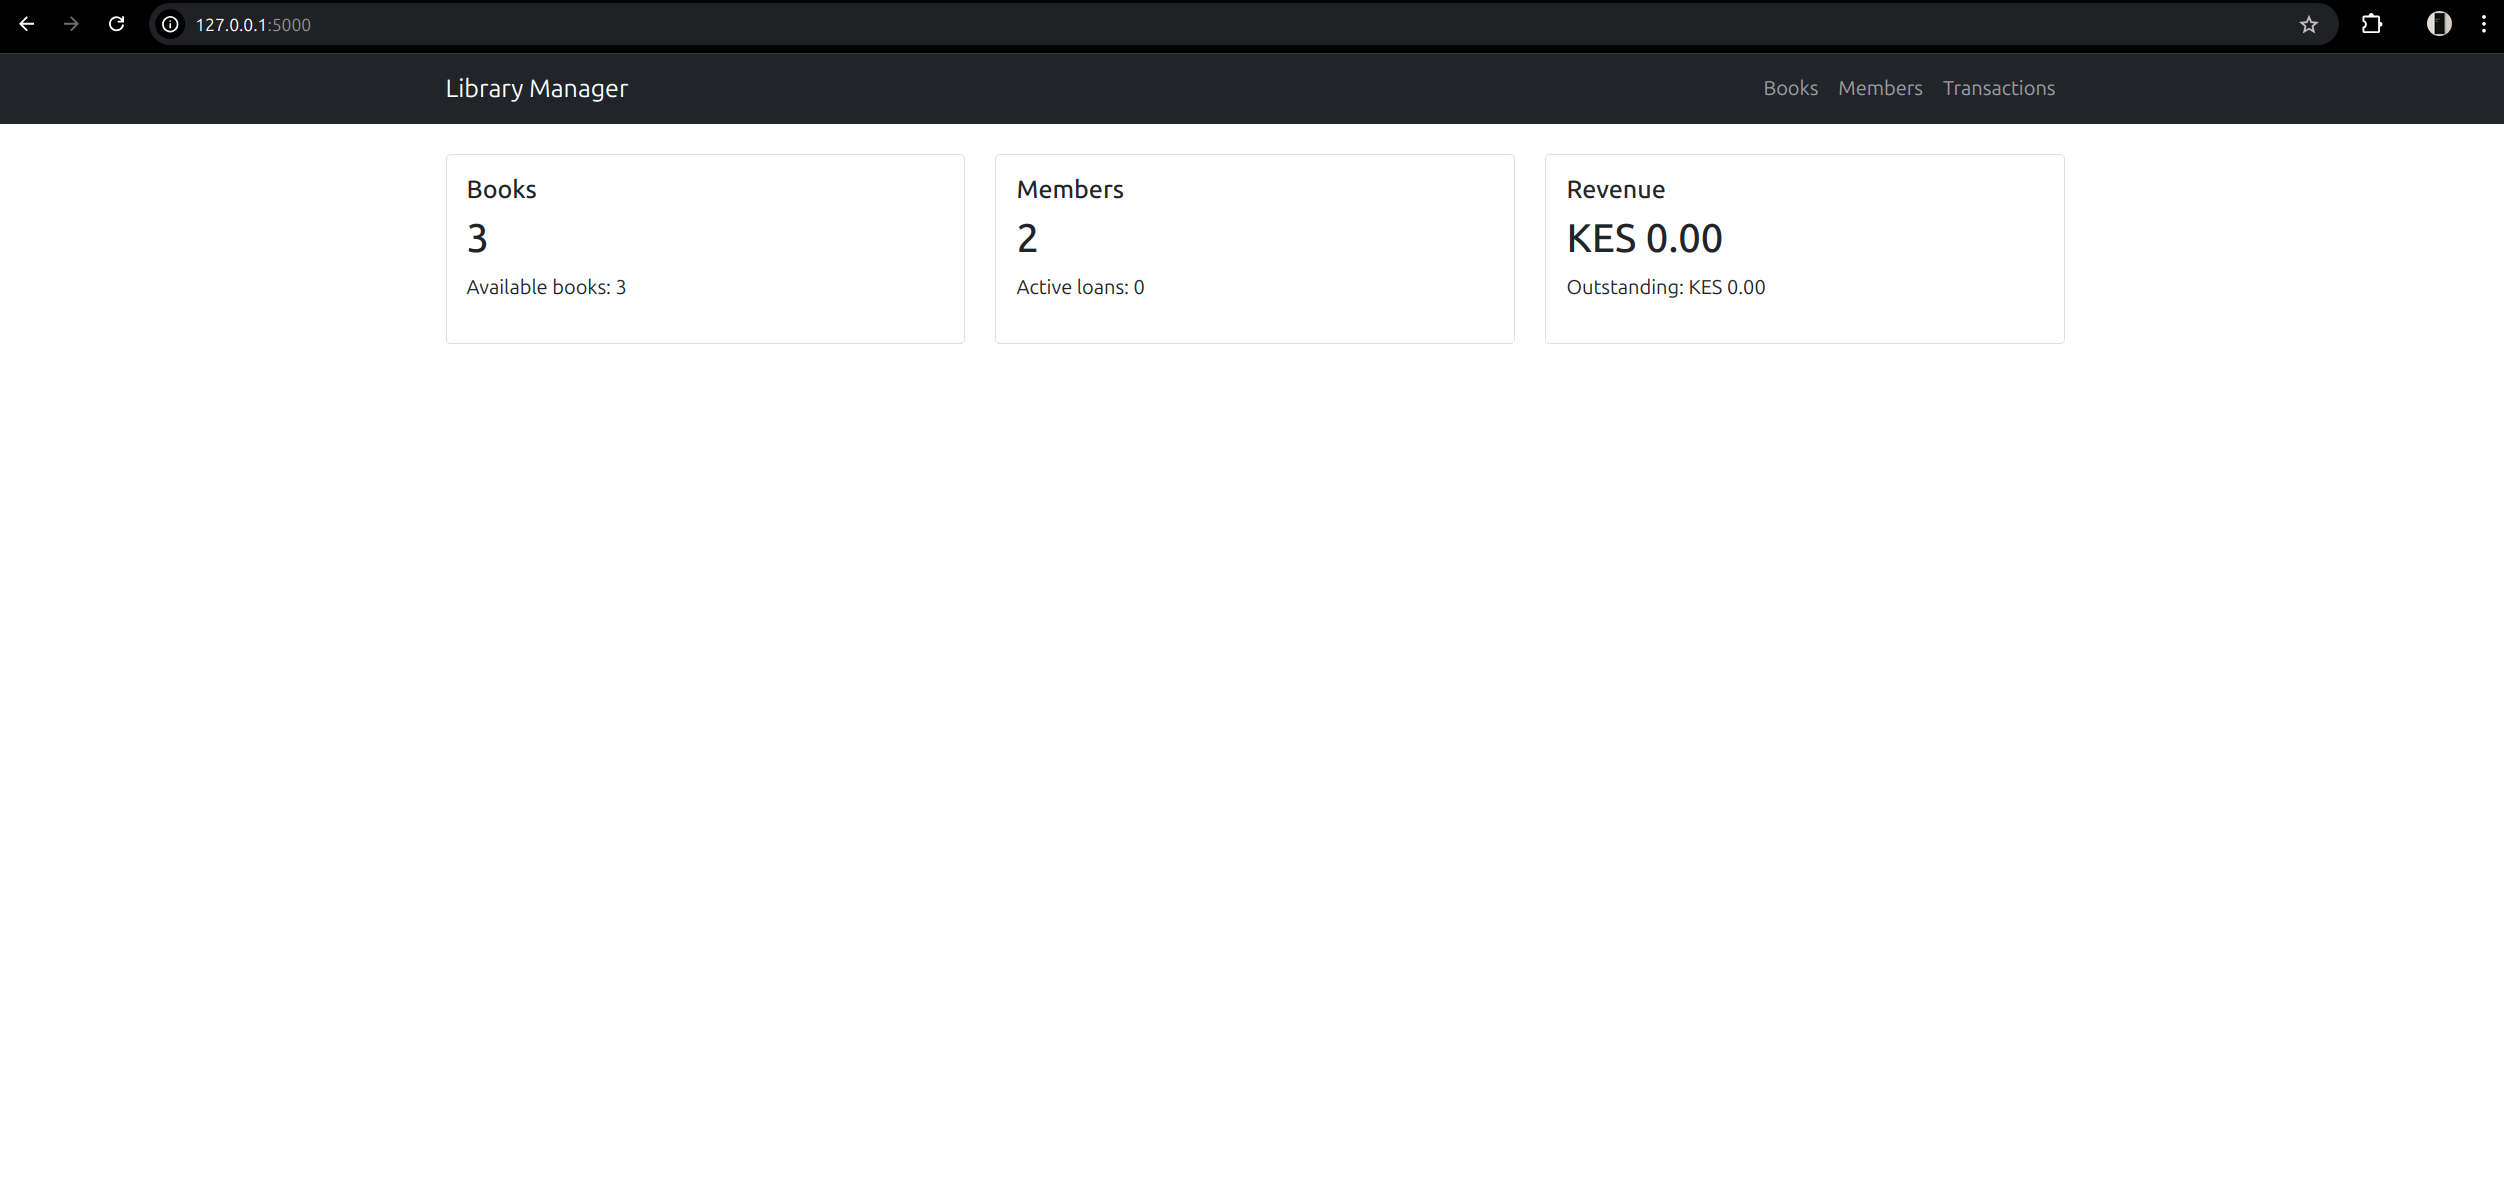 127.0.0.1:5000
Library Manager
Books Members Transactions
Books
3
Available books: 3
Members
2
Active loans: 0
Revenue
KES 0.00
Outstanding: KES 0.00